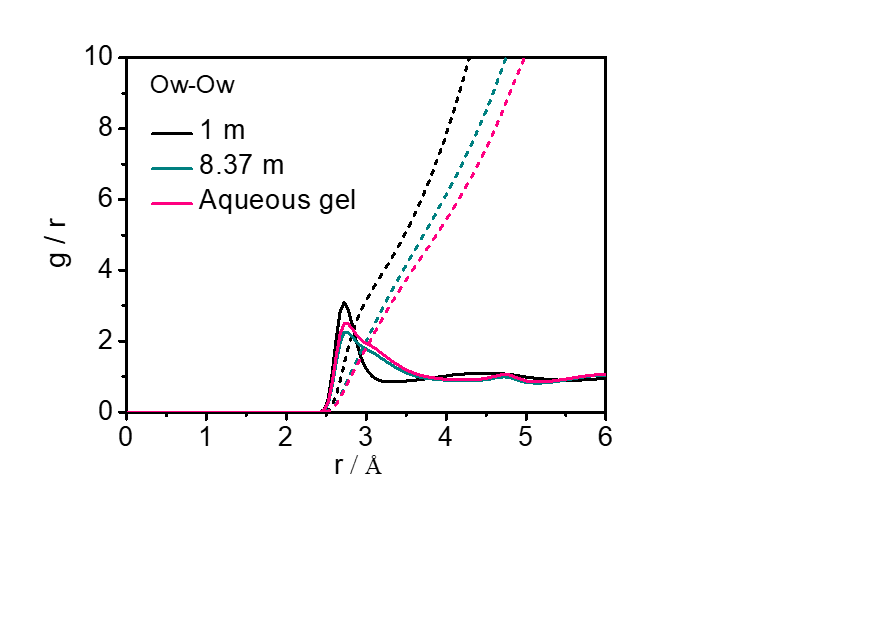 10
8
6
4
2
0
g / r
Ow-Ow
1 m
8.37 m
Aqueous gel
0 1 2 3 4 5 6
r / Å